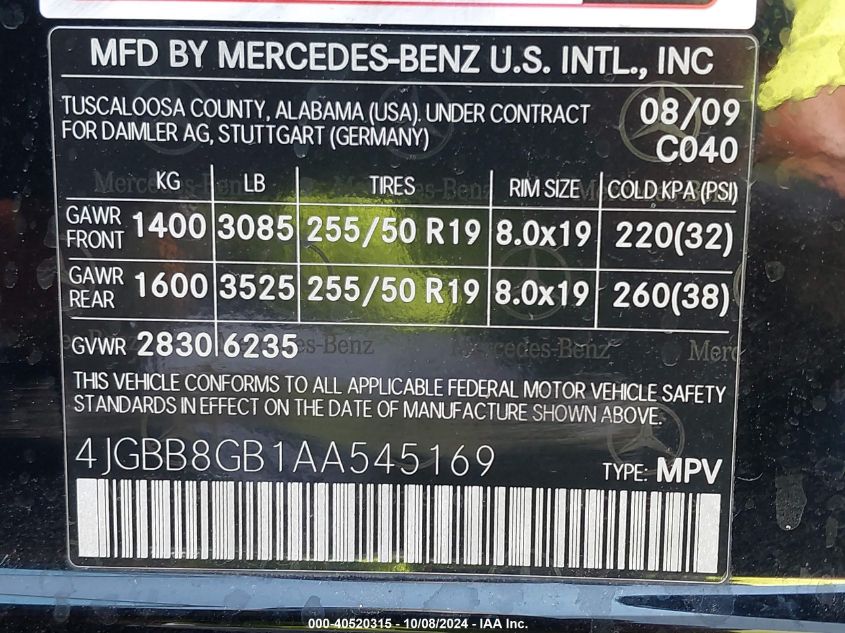 MFD BY MERCEDES-BENZ U.S. INTL., INC
TUSCALOOSA COUNTY, ALABAMA (USA). UNDER CONTRACT 08/09
FOR DAIMLER AG, STUTTGART (GERMANY) C040
KG LB TIRES RIM SIZE COLD KPA (PSI)
GAWR FRONT 1400 3085 255/50 R19 8.0x19 220(32)
GAWR REAR 1600 3525 255/50 R19 8.0x19 260(38)
GVWR 2830 6235
THIS VEHICLE CONFORMS TO ALL APPLICABLE FEDERAL MOTOR VEHICLE SAFETY
STANDARDS IN EFFECT ON THE DATE OF MANUFACTURE SHOWN ABOVE.
4JGBB8GB1AA545169 TYPE: MPV
000-40520315 - 10/08/2024 - IAA Inc.